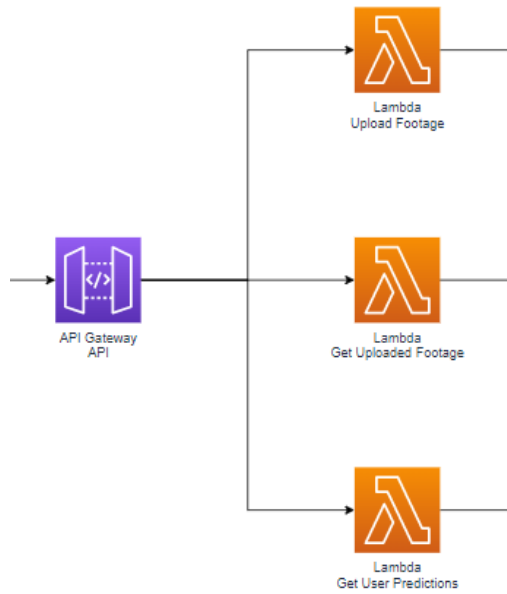 Lambda
Upload Footage
</>
API Gateway
API
Lambda
Get Uploaded Footage
Lambda
Get User Predictions